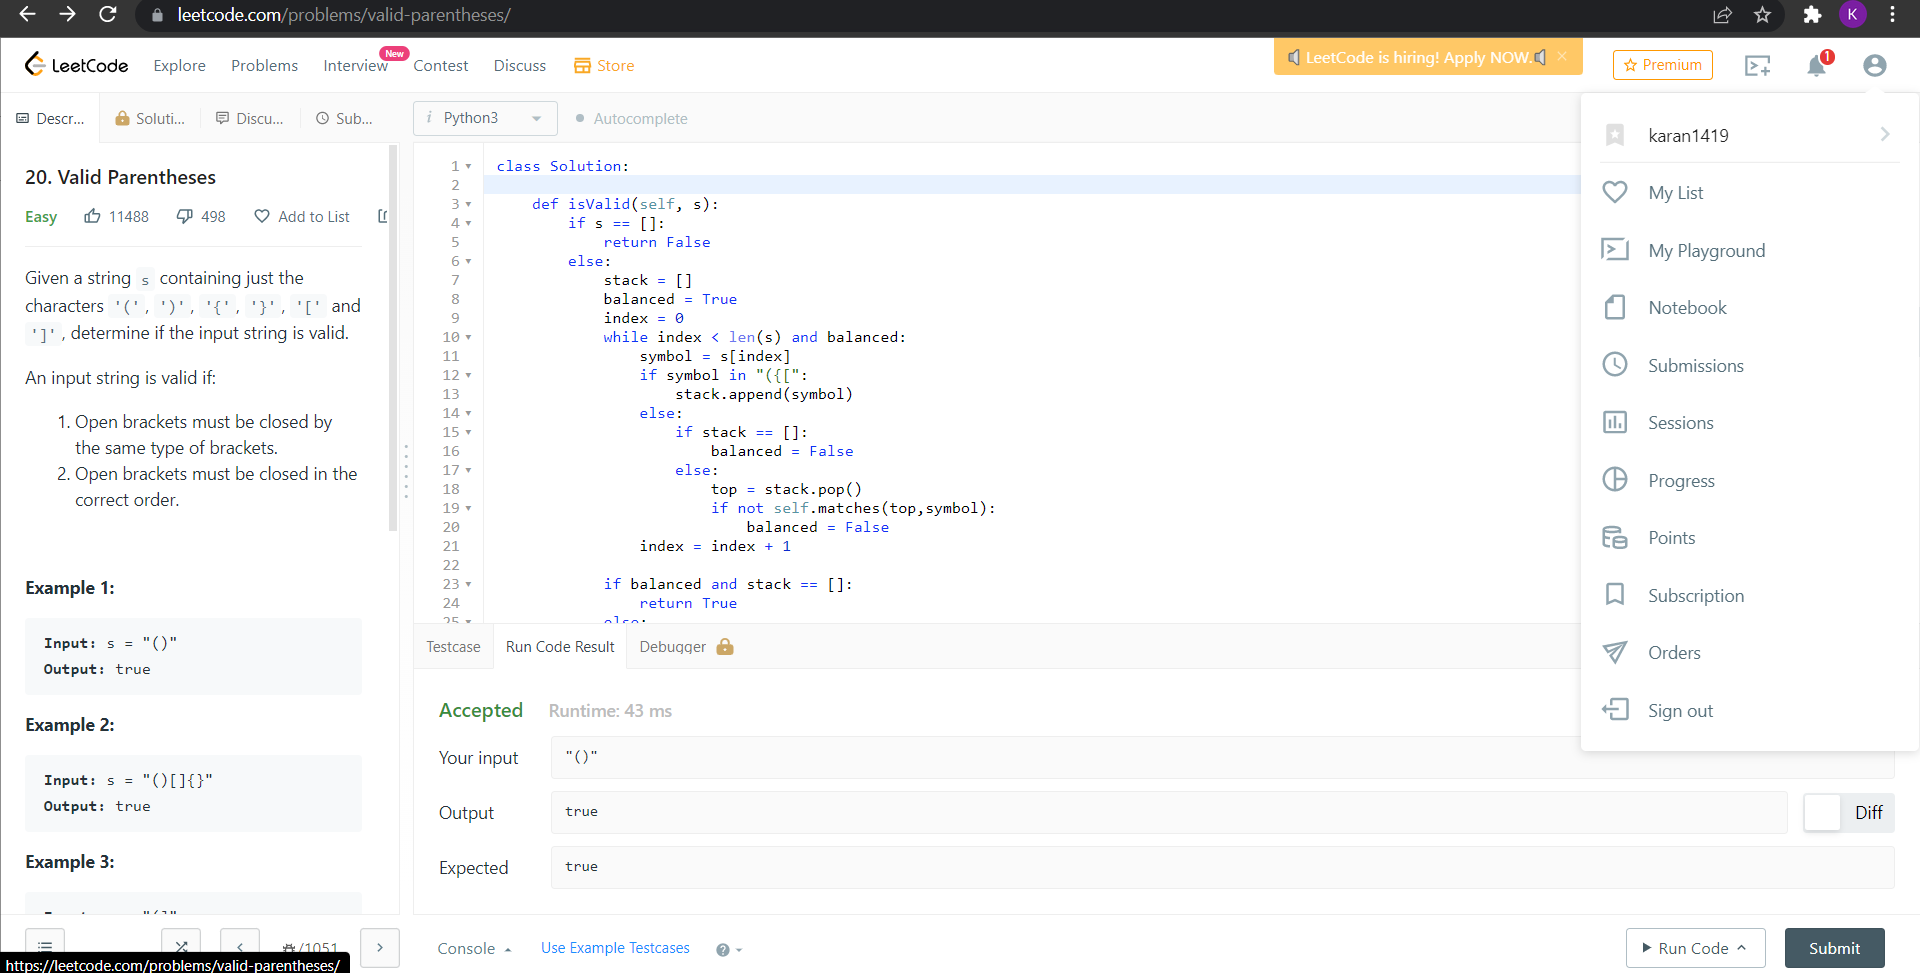 leetcode.com/problems/valid-parentheses/
K
LeetCode
Explore
Problems
Interview
New
Contest
Discuss
Store
LeetCode is hiring! Apply NOW.
Premium
1
Descr...
Soluti...
Discu...
Sub...
i Python3
Autocomplete
20. Valid Parentheses
Easy
11488
498
Add to List
Given a string s containing just the
characters '(', ')', '{', '}', '[' and
']', determine if the input string is valid.
An input string is valid if:
1. Open brackets must be closed by
the same type of brackets.
2. Open brackets must be closed in the
correct order.
Example 1:
Input: s = "()"
Output: true
Example 2:
Input: s = "()[]{}"
Output: true
Example 3:
1 class Solution:
2
3 def isValid(self, s):
4 if s == []:
5 return False
6 else:
7 stack = []
8 balanced = True
9 index = 0
10 while index < len(s) and balanced:
11 symbol = s[index]
12 if symbol in "({[":
13 stack.append(symbol)
14 else:
15 if stack == []:
16 balanced = False
17 else:
18 top = stack.pop()
19 if not self.matches(top,symbol):
20 balanced = False
21 index = index + 1
22
23 if balanced and stack == []:
24 return True
25 else:
Testcase
Run Code Result
Debugger
Accepted
Runtime: 43 ms
Your input
"()"
Output
true
Diff
Expected
true
karan1419
My List
My Playground
Notebook
Submissions
Sessions
Progress
Points
Subscription
Orders
Sign out
/1051
Console
Use Example Testcases
Run Code
Submit
https://leetcode.com/problems/valid-parentheses/